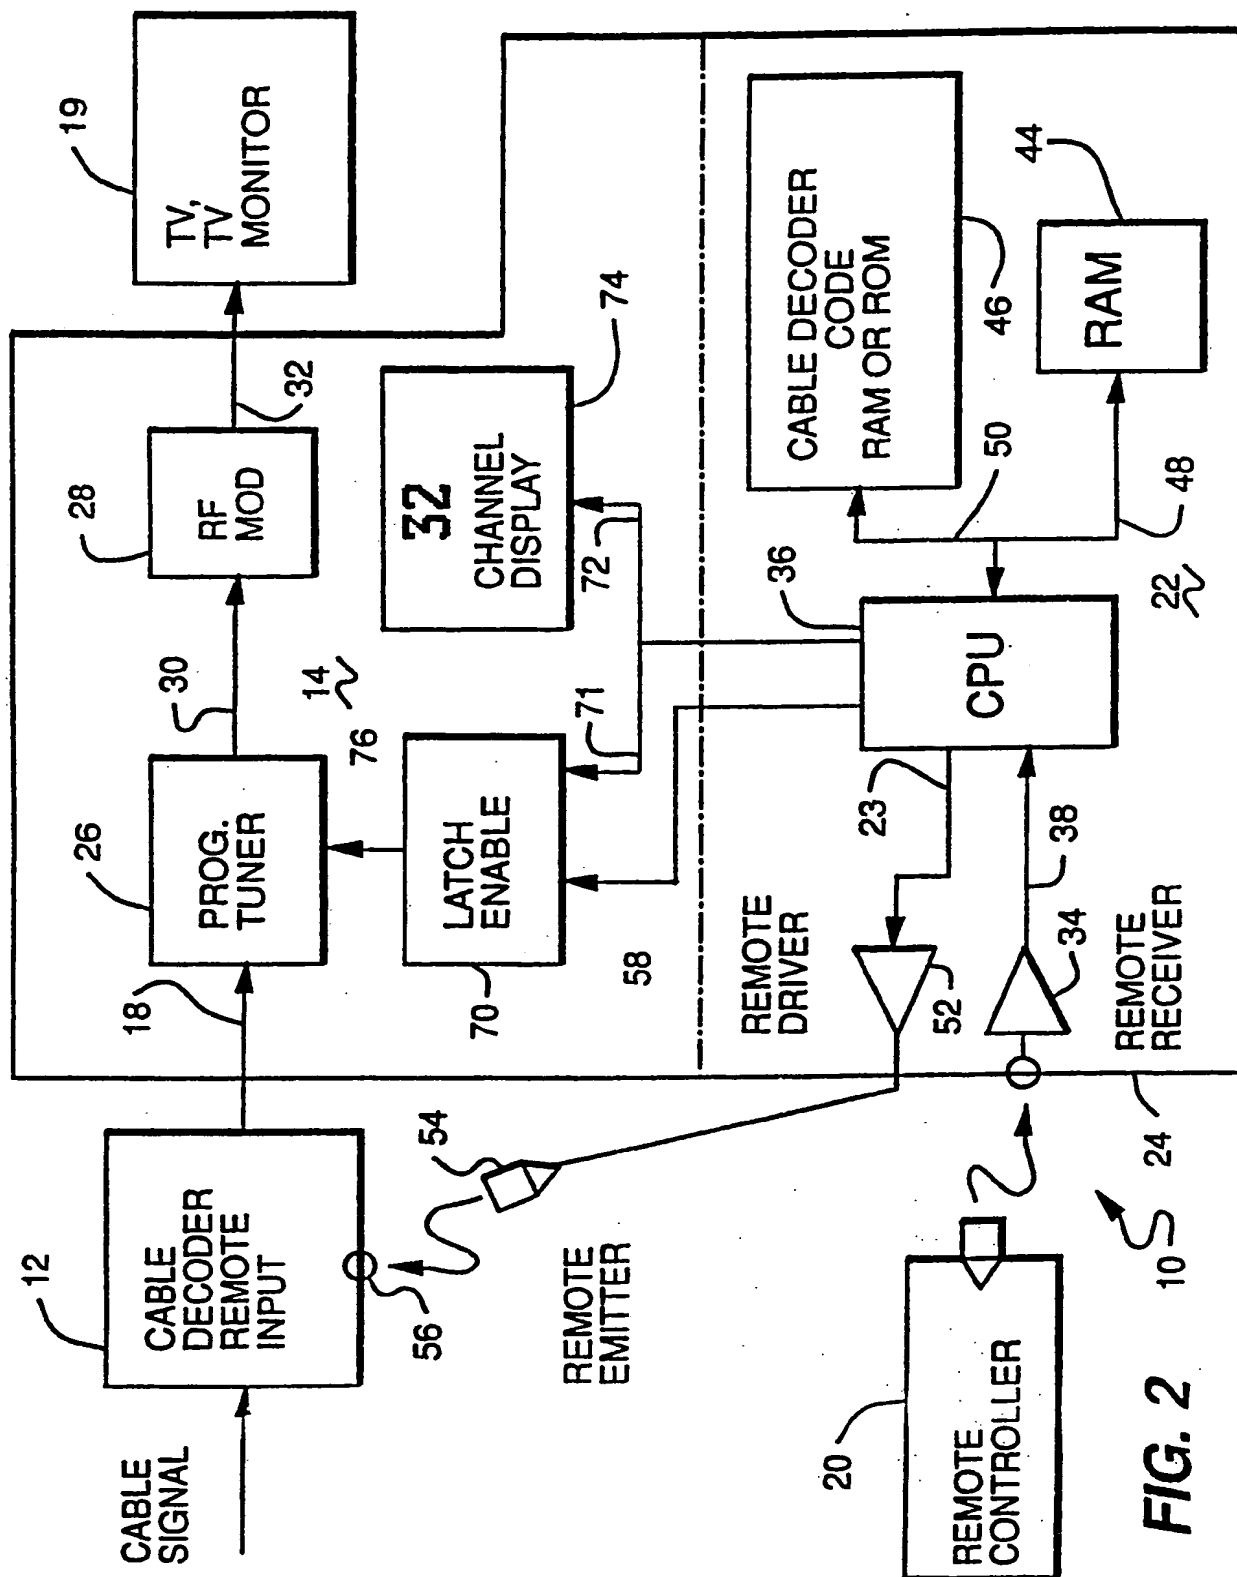 CABLE
SIGNAL
12
CABLE
DECODER
REMOTE
INPUT
56
18
26
PROG.
TUNER
30
28
RF
MOD
32
19
TV,
TV
MONITOR
14
76
70
LATCH
ENABLE
71
72
32
CHANNEL
DISPLAY
74
58
54
REMOTE
EMITTER
REMOTE
DRIVER
52
23
36
CPU
50
CABLE DECODER
CODE
RAM OR ROM
46
44
RAM
48
22
38
34
REMOTE
RECEIVER
24
10
20
REMOTE
CONTROLLER
FIG. 2